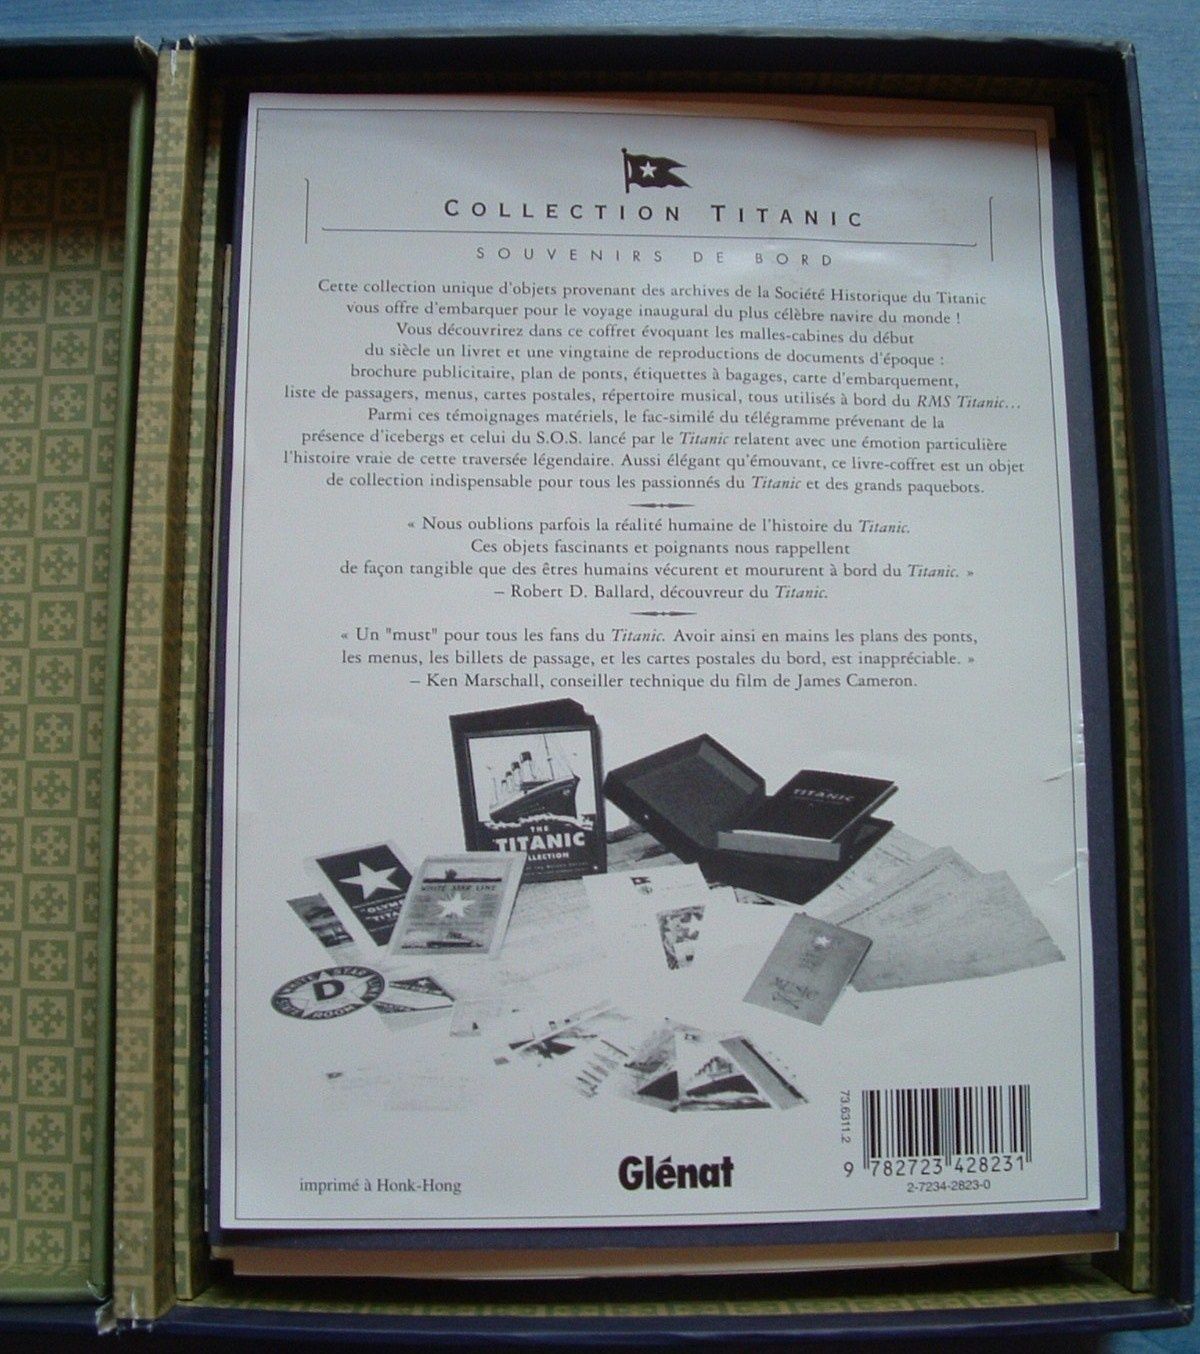 COLLECTION TITANIC
SOUVENIRS DE BORD
Cette collection unique d'objets provenant des archives de la Société Historique du Titanic
vous offre d'embarquer pour le voyage inaugural du plus célèbre navire du monde !
Vous découvrirez dans ce coffret évoquant les malles-cabines du début
du siècle un livret et une vingtaine de reproductions de documents d'époque :
brochure publicitaire, plan de ponts, étiquettes à bagages, carte d'embarquement,
liste de passagers, menus, cartes postales, répertoire musical, tous utilisés à bord du RMS Titanic...
Parmi ces témoignages matériels, le fac-similé du télégramme prévenant de la
présence d'icebergs et celui du S.O.S. lancé par le Titanic relatent avec une émotion particulière
l'histoire vraie de cette traversée légendaire. Aussi élégant qu'émouvant, ce livre-coffret est un objet
de collection indispensable pour tous les passionnés du Titanic et des grands paquebots.
« Nous oublions parfois la réalité humaine de l'histoire du Titanic.
Ces objets fascinants et poignants nous rappellent
de façon tangible que des êtres humains vécurent et moururent à bord du Titanic. »
– Robert D. Ballard, découvreur du Titanic.
« Un "must" pour tous les fans du Titanic. Avoir ainsi en mains les plans des ponts,
les menus, les billets de passage, et les cartes postales du bord, est inappréciable. »
– Ken Marschall, conseiller technique du film de James Cameron.
THE
TITANIC
LLECTION
TITANIC
WHITE STAR LINE
"OLYM
"TITA
WHITE STAR LINE
D
ROOM
MUSIC
73.6311.2
9 782723 428231
2-7234-2823-0
Glénat
imprimé à Honk-Hong